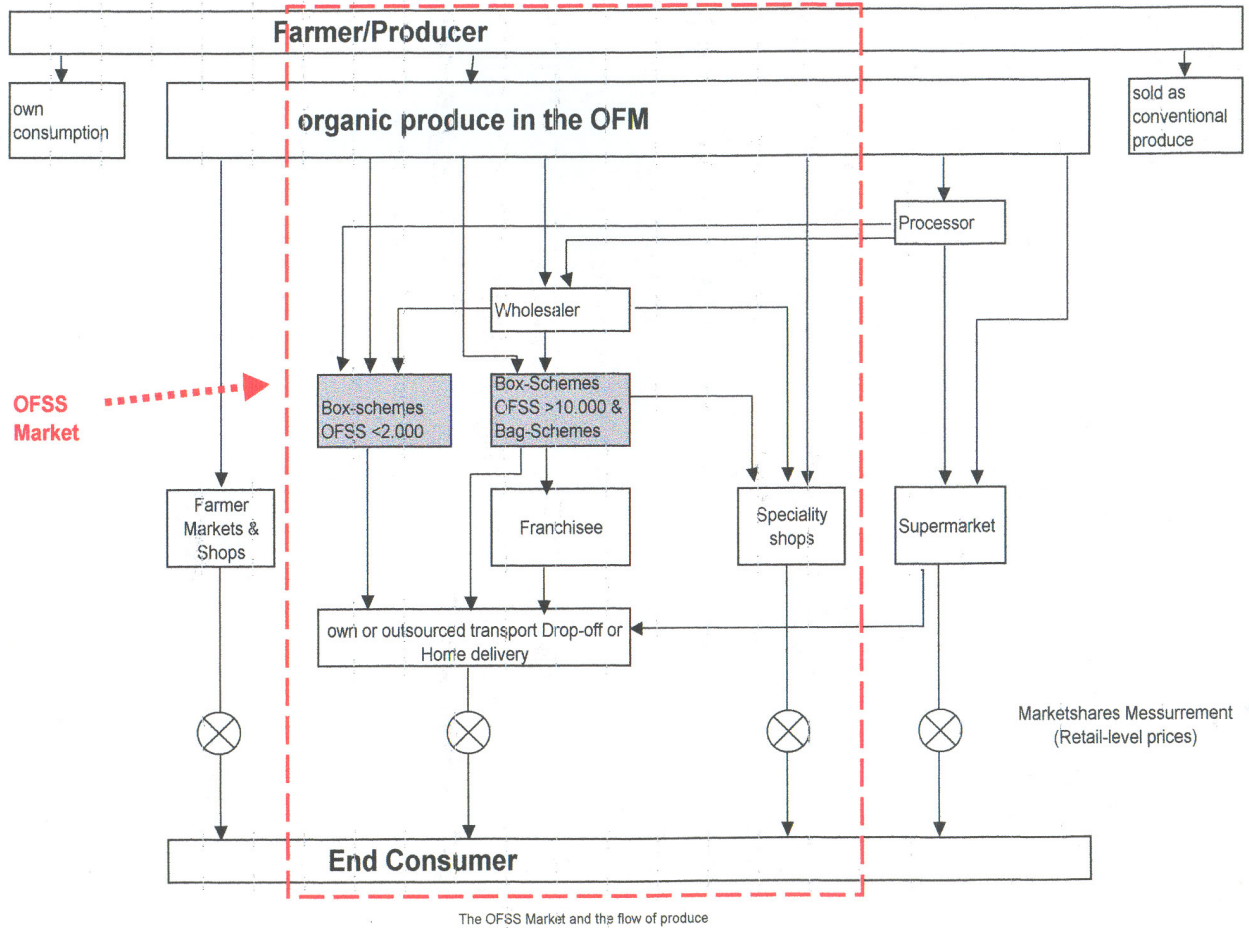 Farmer/Producer
own
consumption
organic produce in the OFM
sold as
conventional
produce
Processor
Wholesaler
OFSS
Market
Box-schemes
OFSS <2.000
Box-Schemes
OFSS >10.000 &
Bag-Schemes
Farmer
Markets &
Shops
Franchisee
Speciality
shops
Supermarket
own or outsourced transport Drop-off or
Home delivery
Marketshares Messurrement
(Retail-level prices)
End Consumer
The OFSS Market and the flow of produce